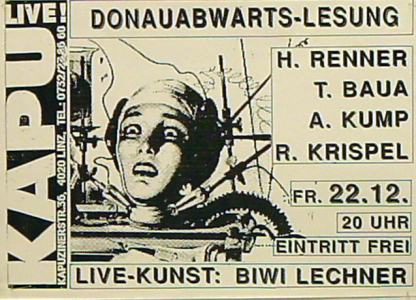 LIVE!
KAPU
KAPUZINERSTR.36, 4020 LINZ, TEL: 0732/
DONAUABWARTS-LESUNG
H. RENNER
T. BAUA
A. KUMP
R. KRISPEL
FR. 22.12.
20 UHR
EINTRITT FREI
LIVE-KUNST: BIWI LECHNER